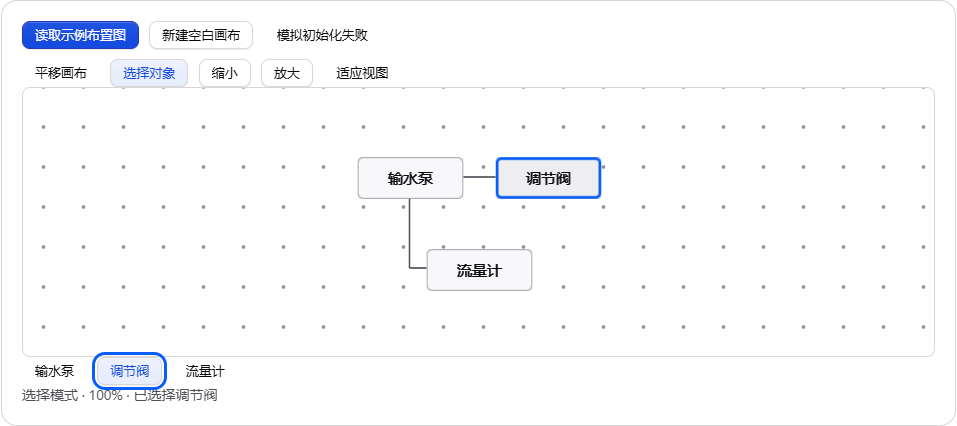 读取示例布置图 新建空白画布 模拟初始化失败
平移画布 选择对象 缩小 放大 适应视图
输水泵 调节阀
流量计
输水泵 调节阀 流量计
选择模式 · 100% · 已选择调节阀